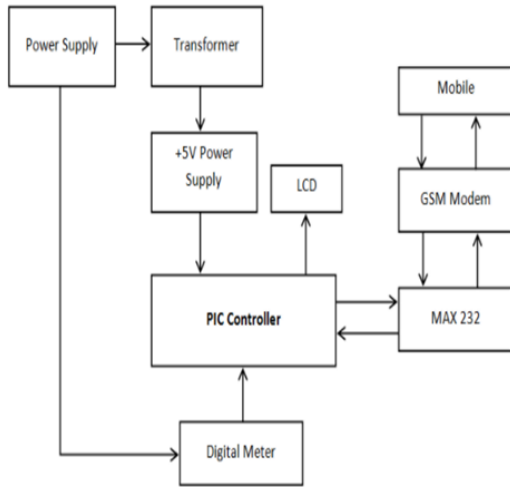 Power Supply
Transformer
Mobile
+5V Power
Supply
LCD
GSM Modem
PIC Controller
MAX 232
Digital Meter